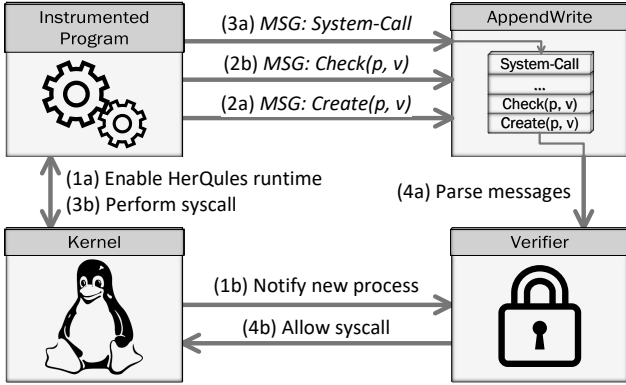 Instrumented
Program
(3a) MSG: System-Call
(2b) MSG: Check(p, v)
(2a) MSG: Create(p, v)
AppendWrite
System-Call
...
Check(p, v)
Create(p, v)
(1a) Enable HerQules runtime
(3b) Perform syscall
(4a) Parse messages
Kernel
(1b) Notify new process
(4b) Allow syscall
Verifier